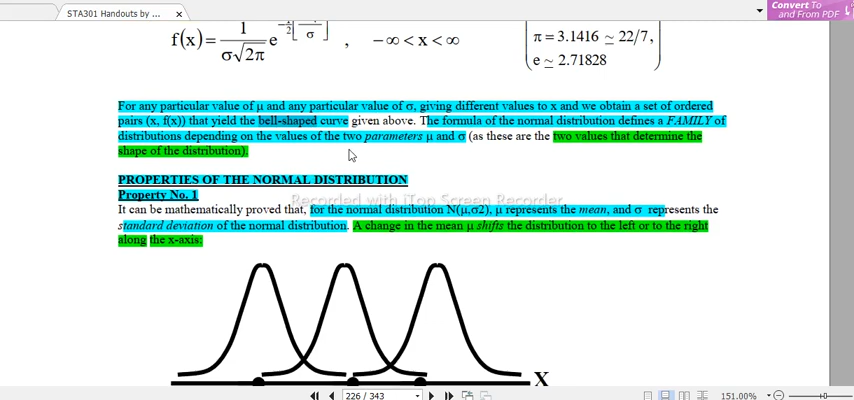 STA301 Handouts by ...
Convert To
and From PDF
f(x) = 1/σ√2π e , −∞ < x < ∞
π = 3.1416 ~ 22/7,
e ~ 2.71828
For any particular value of μ and any particular value of σ, giving different values to x and we obtain a set of ordered
pairs (x, f(x)) that yield the bell-shaped curve given above. The formula of the normal distribution defines a FAMILY of
distributions depending on the values of the two parameters μ and σ (as these are the two values that determine the
shape of the distribution).
PROPERTIES OF THE NORMAL DISTRIBUTION
Recorded with iTop Screen Recorder
Property No. 1
It can be mathematically proved that, for the normal distribution N(μ,σ2), μ represents the mean, and σ represents the
standard deviation of the normal distribution. A change in the mean μ shifts the distribution to the left or to the right
along the x-axis:
X
226 / 343
151.00%